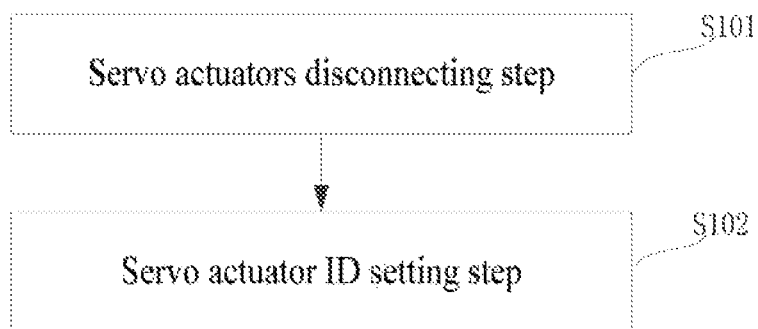 S101
Servo actuators disconnecting step
S102
Servo actuator ID setting step